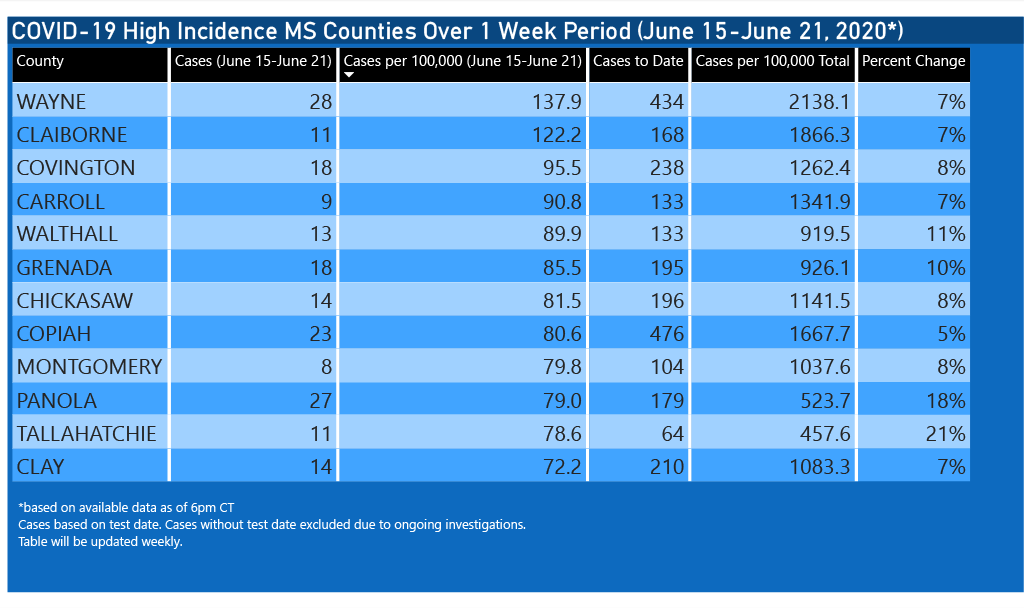 COVID-19 High Incidence MS Counties Over 1 Week Period (June 15-June 21, 2020*)
County Cases (June 15-June 21) Cases per 100,000 (June 15-June 21) Cases to Date Cases per 100,000 Total Percent Change
WAYNE 28 137.9 434 2138.1 7%
CLAIBORNE 11 122.2 168 1866.3 7%
COVINGTON 18 95.5 238 1262.4 8%
CARROLL 9 90.8 133 1341.9 7%
WALTHALL 13 89.9 133 919.5 11%
GRENADA 18 85.5 195 926.1 10%
CHICKASAW 14 81.5 196 1141.5 8%
COPIAH 23 80.6 476 1667.7 5%
MONTGOMERY 8 79.8 104 1037.6 8%
PANOLA 27 79.0 179 523.7 18%
TALLAHATCHIE 11 78.6 64 457.6 21%
CLAY 14 72.2 210 1083.3 7%
*based on available data as of 6pm CT
Cases based on test date. Cases without test date excluded due to ongoing investigations.
Table will be updated weekly.